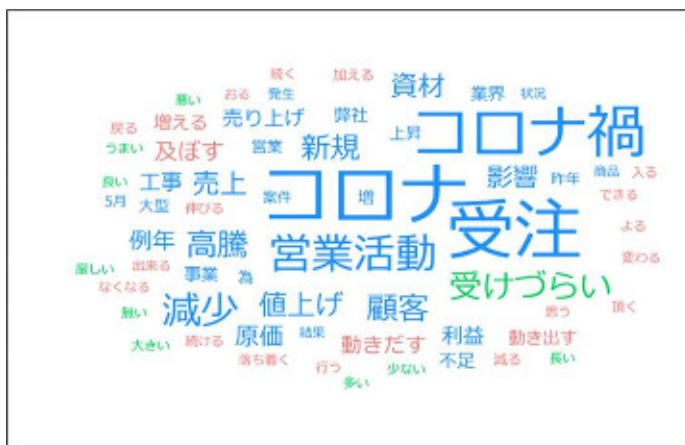 続く 加える 資材 業界 状況
悪い おる 発生
戻る 増える 売り上げ 弊社 上昇 コロナ禍
うまい 及ぼす 営業 新規
良い 工事 売上 コロナ 影響 昨年 商品 入る
5月 大型 伸びる 案件 増 受注 できる
例年 高騰 営業活動 よる
厳しい 出来る 事業 為 受けづらい 変わる
なくなる
無い 減少 値上げ 顧客 思う 頂く
大きい 続ける 原価 結果 動きだす 利益 動き出す
落ち着く 行う 少ない 不足 減る 長い
多い